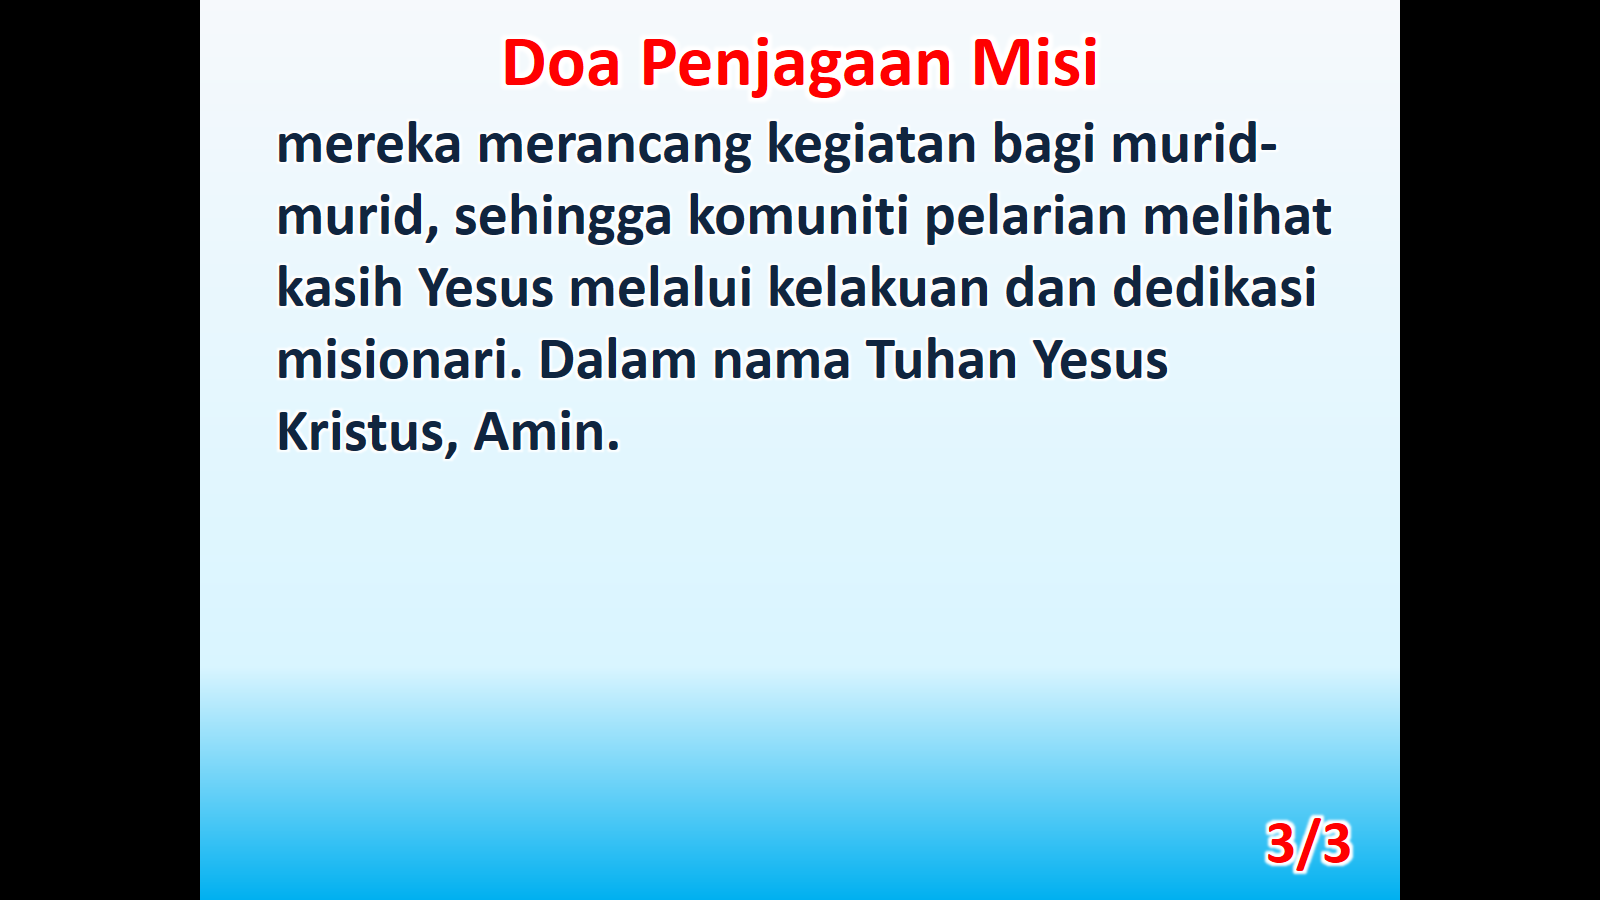 Doa Penjagaan Misi
mereka merancang kegiatan bagi murid-
murid, sehingga komuniti pelarian melihat
kasih Yesus melalui kelakuan dan dedikasi
misionari. Dalam nama Tuhan Yesus
Kristus, Amin.
3/3